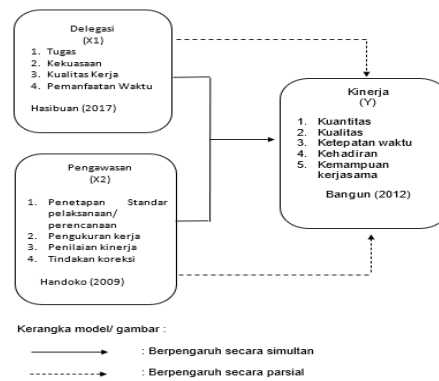 Delegasi
(X1)
1. Tugas
2. Kekuasaan
3. Kualitas Kerja
4. Pemanfaatan Waktu
Hasibuan (2017)
Pengawasan
(X2)
1. Penetapan Standar
pelaksanaan/
perencanaan
2. Pengukuran kerja
3. Penilaian kinerja
4. Tindakan koreksi
Handoko (2009)
Kinerja
(Y)
1. Kuantitas
2. Kualitas
3. Ketepatan waktu
4. Kehadiran
5. Kemampuan
kerjasama
Bangun (2012)
Kerangka model/ gambar :
: Berpengaruh secara simultan
: Berpengaruh secara parsial